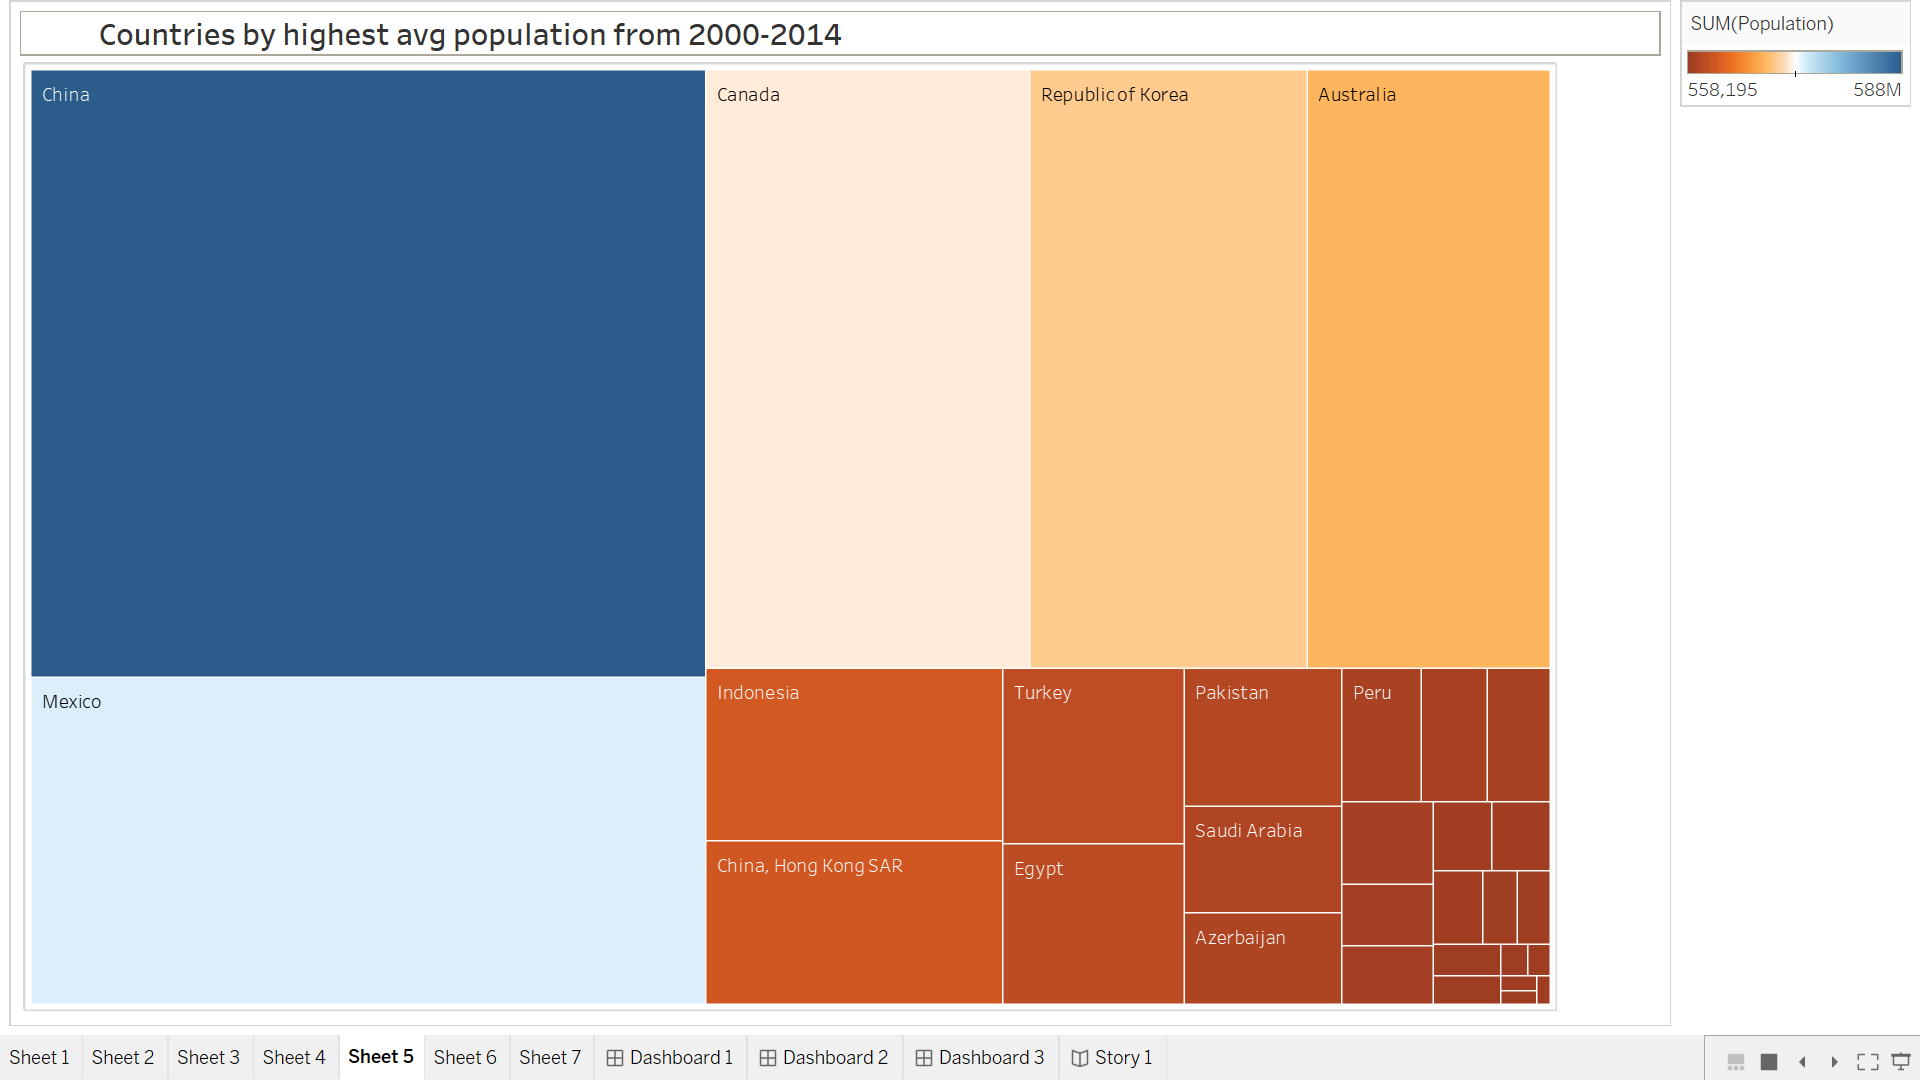 Countries by highest avg population from 2000-2014
SUM(Population)
558,195 588M
China
Canada
Republic of Korea
Australia
Mexico
Indonesia
Turkey
Pakistan
Peru
Saudi Arabia
China, Hong Kong SAR
Egypt
Azerbaijan
Sheet 1 Sheet 2 Sheet 3 Sheet 4 Sheet 5 Sheet 6 Sheet 7 Dashboard 1 Dashboard 2 Dashboard 3 Story 1